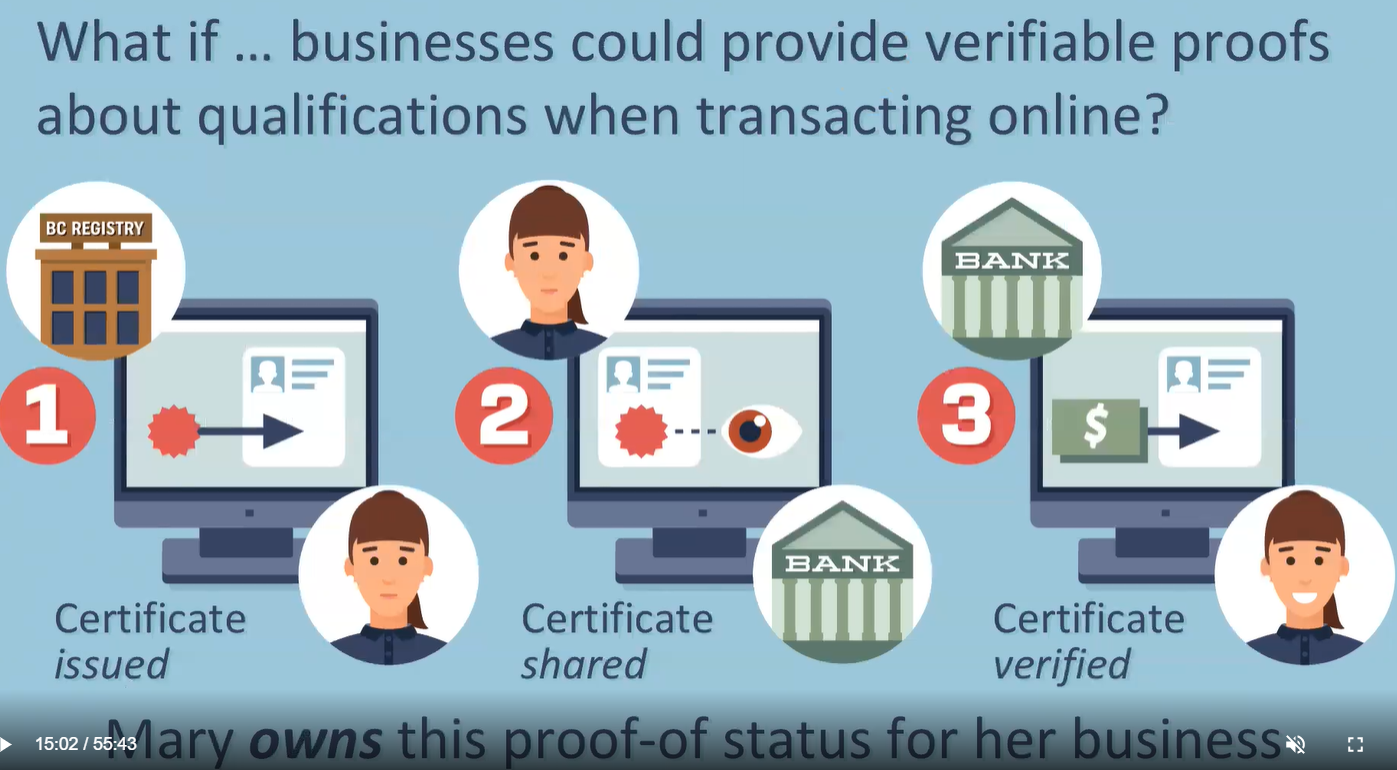 What if ... businesses could provide verifiable proofs
about qualifications when transacting online?
BC REGISTRY
1
Certificate
issued
2
BANK
Certificate
shared
BANK
3
$
Certificate
verified
Mary owns this proof-of status for her business
15:02 / 55:43